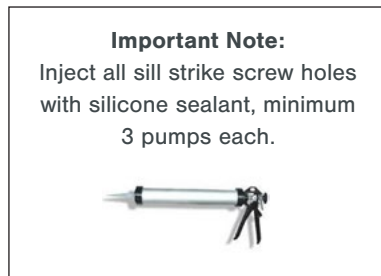 Important Note:
Inject all sill strike screw holes
with silicone sealant, minimum
3 pumps each.